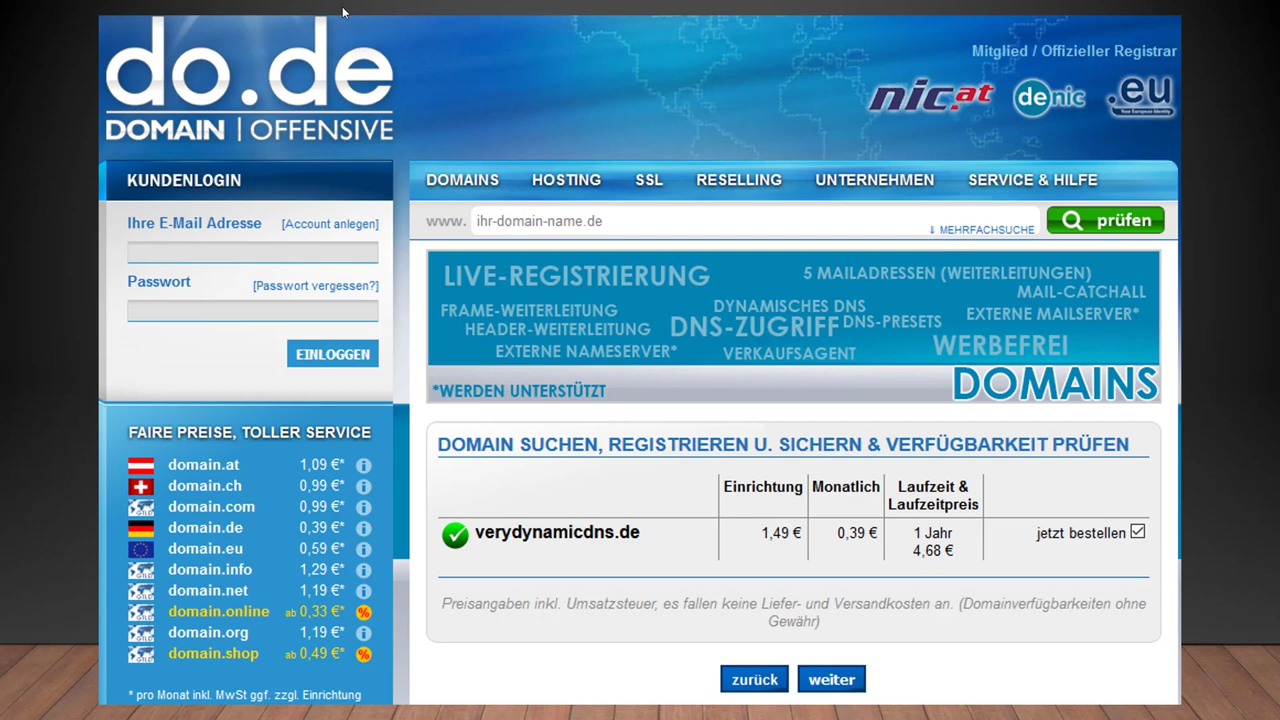 do.de
DOMAIN | OFFENSIVE
Mitglied / Offizieller Registrar
nic.at
denic
.eu
Your European Identity
KUNDENLOGIN
Ihre E-Mail Adresse [Account anlegen]
Passwort [Passwort vergessen?]
EINLOGGEN
DOMAINS HOSTING SSL RESELLING UNTERNEHMEN SERVICE & HILFE
www. ihr-domain-name.de ⇓ MEHRFACHSUCHE prüfen
LIVE-REGISTRIERUNG 5 MAILADRESSEN (WEITERLEITUNGEN)
MAIL-CATCHALL
FRAME-WEITERLEITUNG DYNAMISCHES DNS EXTERNE MAILSERVER*
HEADER-WEITERLEITUNG DNS-ZUGRIFF DNS-PRESETS
EXTERNE NAMESERVER* VERKAUFSAGENT WERBEFREI
*WERDEN UNTERSTÜTZT DOMAINS
FAIRE PREISE, TOLLER SERVICE
domain.at 1,09 €*
domain.ch 0,99 €*
domain.com 0,99 €*
domain.de 0,39 €*
domain.eu 0,59 €*
domain.info 1,29 €*
domain.net 1,19 €*
domain.online ab 0,33 €* %
domain.org 1,19 €*
domain.shop ab 0,49 €* %
* pro Monat inkl. MwSt ggf. zzgl. Einrichtung
DOMAIN SUCHEN, REGISTRIEREN U. SICHERN & VERFÜGBARKEIT PRÜFEN
Einrichtung Monatlich Laufzeit &
Laufzeitpreis
verydynamicdns.de 1,49 € 0,39 € 1 Jahr jetzt bestellen
4,68 €
Preisangaben inkl. Umsatzsteuer, es fallen keine Liefer- und Versandkosten an. (Domainverfügbarkeiten ohne
Gewähr)
zurück weiter